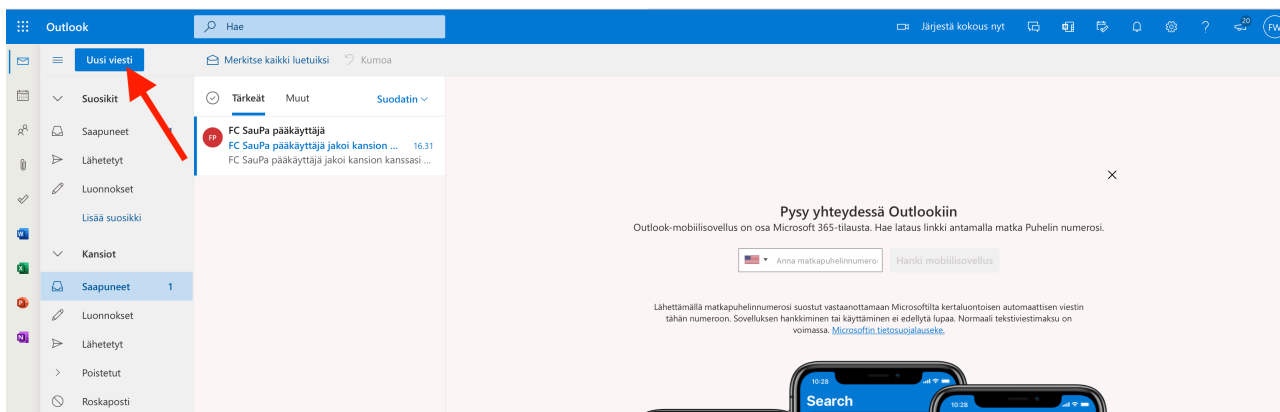 Outlook
Hae
Järjestä kokous nyt
20
FW
Uusi viesti
Merkitse kaikki luetuiksi
Kumoa
Suosikit
Saapuneet
Lähetetyt
Luonnokset
Lisää suosikki
Kansiot
Saapuneet 1
Luonnokset
Lähetetyt
Poistetut
Roskaposti
Tärkeät Muut Suodatin
FP
FC SauPa pääkäyttäjä
FC SauPa pääkäyttäjä jakoi kansion ... 16.31
FC SauPa pääkäyttäjä jakoi kansion kanssasi ...
Pysy yhteydessä Outlookiin
Outlook-mobiilisovellus on osa Microsoft 365-tilausta. Hae lataus linkki antamalla matka Puhelin numerosi.
Anna matkapuhelinnumero
Hanki mobiilisovellus
Lähettämällä matkapuhelinnumerosi suostut vastaanottamaan Microsoftilta kertaluontoisen automaattisen viestin
tähän numeroon. Sovelluksen hankkiminen tai käyttäminen ei edellytä lupaa. Normaali tekstiviestimaksu on
voimassa. Microsoftin tietosuojalauseke.
10:28
Search
10:28